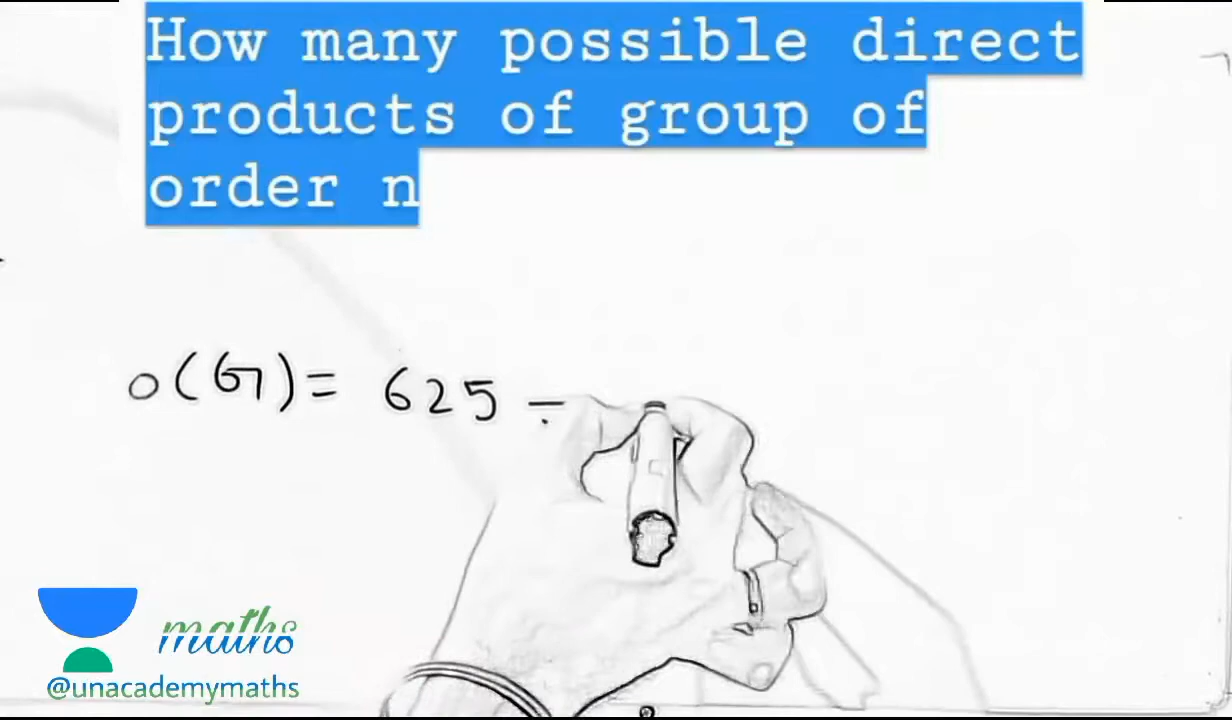 How many possible direct
products of group of
order n
o(G) = 625 =
maths
@unacademymaths